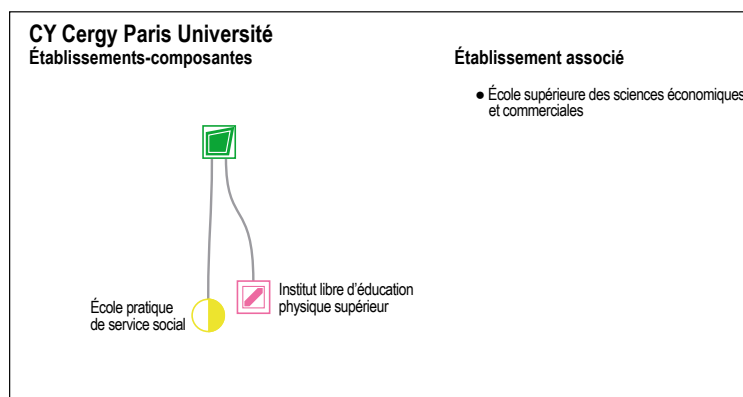 CY Cergy Paris Université
Établissements-composantes
Établissement associé
● École supérieure des sciences économiques
et commerciales
Institut libre d'éducation
physique supérieur
École pratique
de service social